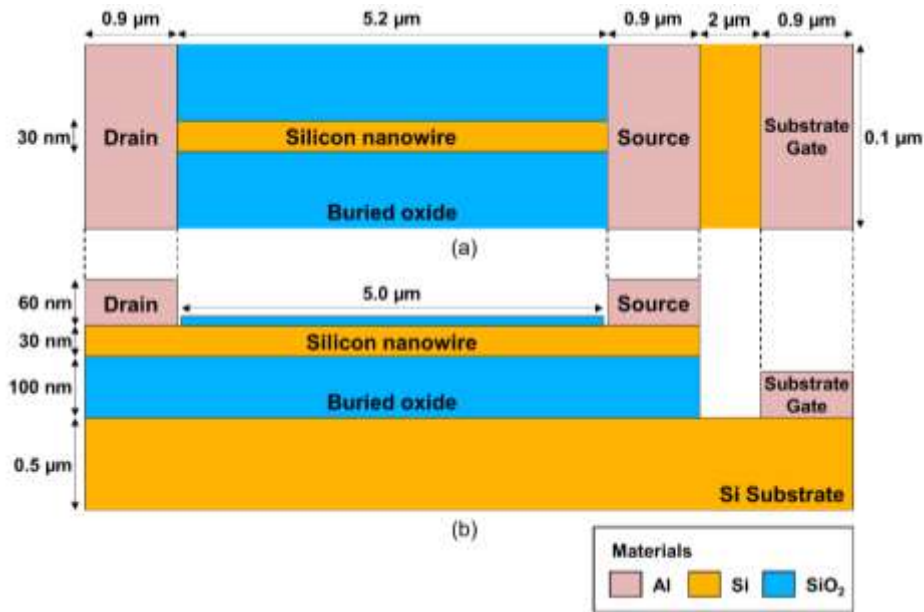 0.9 µm 5.2 µm 0.9 µm 2 µm 0.9 µm
30 nm
Drain
Silicon nanowire
Buried oxide
Source
Substrate
Gate
0.1 µm
(a)
60 nm
Drain
5.0 µm
Source
30 nm
Silicon nanowire
100 nm
Buried oxide
Substrate
Gate
0.5 µm
Si Substrate
(b)
Materials
Al Si SiO₂